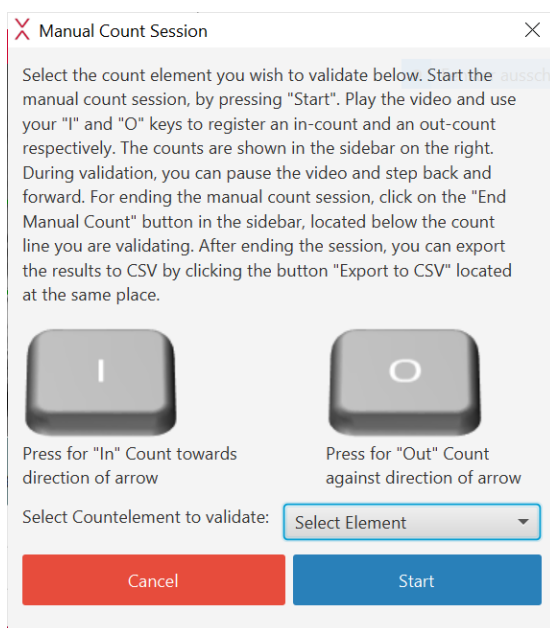 Manual Count Session
Select the count element you wish to validate below. Start the
manual count session, by pressing "Start". Play the video and use
your "I" and "O" keys to register an in-count and an out-count
respectively. The counts are shown in the sidebar on the right.
During validation, you can pause the video and step back and
forward. For ending the manual count session, click on the "End
Manual Count" button in the sidebar, located below the count
line you are validating. After ending the session, you can export
the results to CSV by clicking the button "Export to CSV" located
at the same place.
I O
Press for "In" Count towards
direction of arrow
Press for "Out" Count
against direction of arrow
Select Countelement to validate: Select Element
Cancel Start